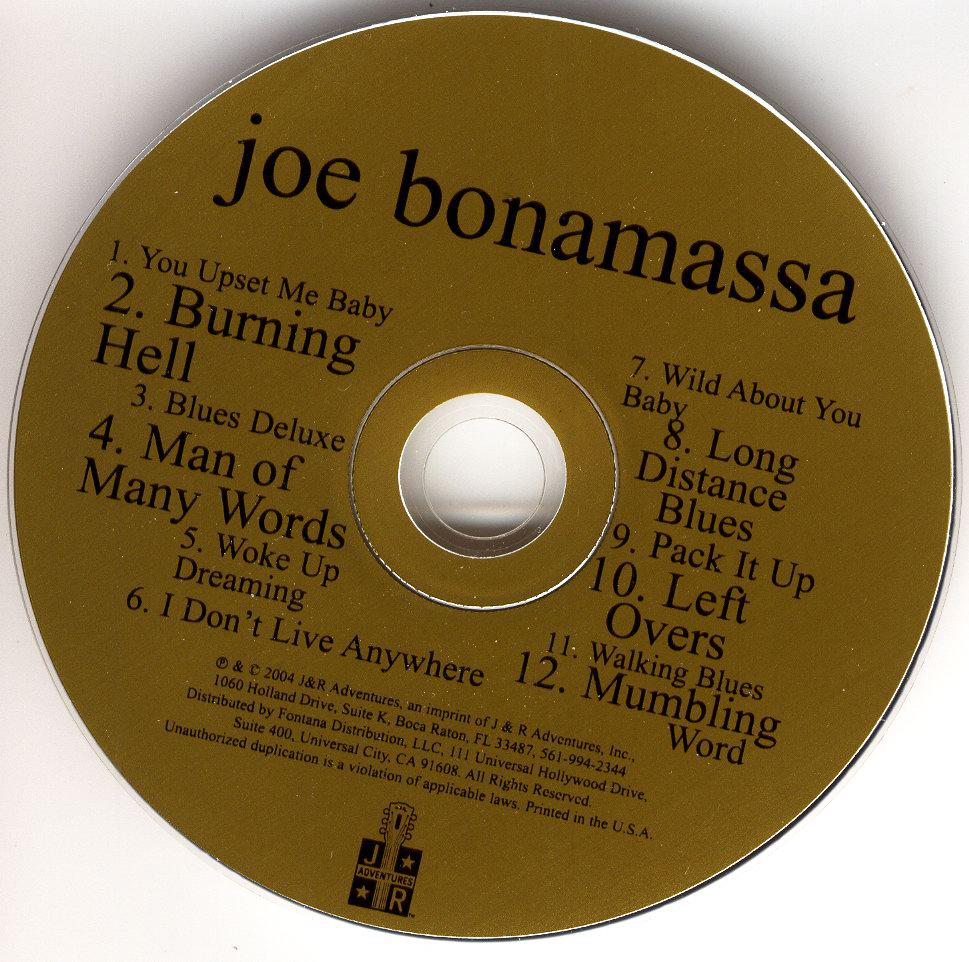 joe bonamassa
1. You Upset Me Baby
2. Burning
Hell
3. Blues Deluxe
4. Man of
Many Words
5. Woke Up
Dreaming
6. I Don't Live Anywhere
7. Wild About You
Baby
8. Long
Distance
Blues
9. Pack It Up
10. Left
Overs
11. Walking Blues
12. Mumbling
Word
℗ & © 2004 J&R Adventures, an imprint of J & R Adventures, Inc.,
1060 Holland Drive, Suite K, Boca Raton, FL 33487, 561-994-2344
Distributed by Fontana Distribution, LLC, 111 Universal Hollywood Drive,
Suite 400, Universal City, CA 91608. All Rights Reserved.
Unauthorized duplication is a violation of applicable laws. Printed in the U.S.A.
J
ADVENTURES
R™